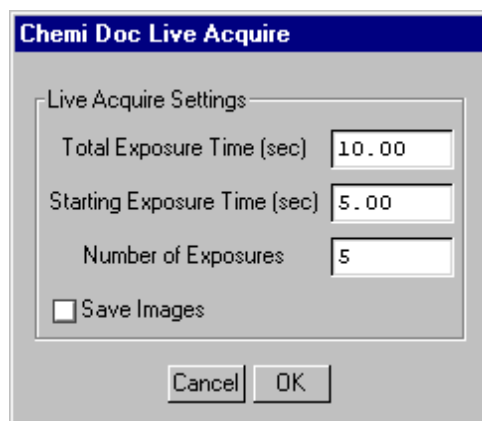 Chemi Doc Live Acquire
Live Acquire Settings
Total Exposure Time (sec) 10.00
Starting Exposure Time (sec) 5.00
Number of Exposures 5
Save Images
Cancel OK